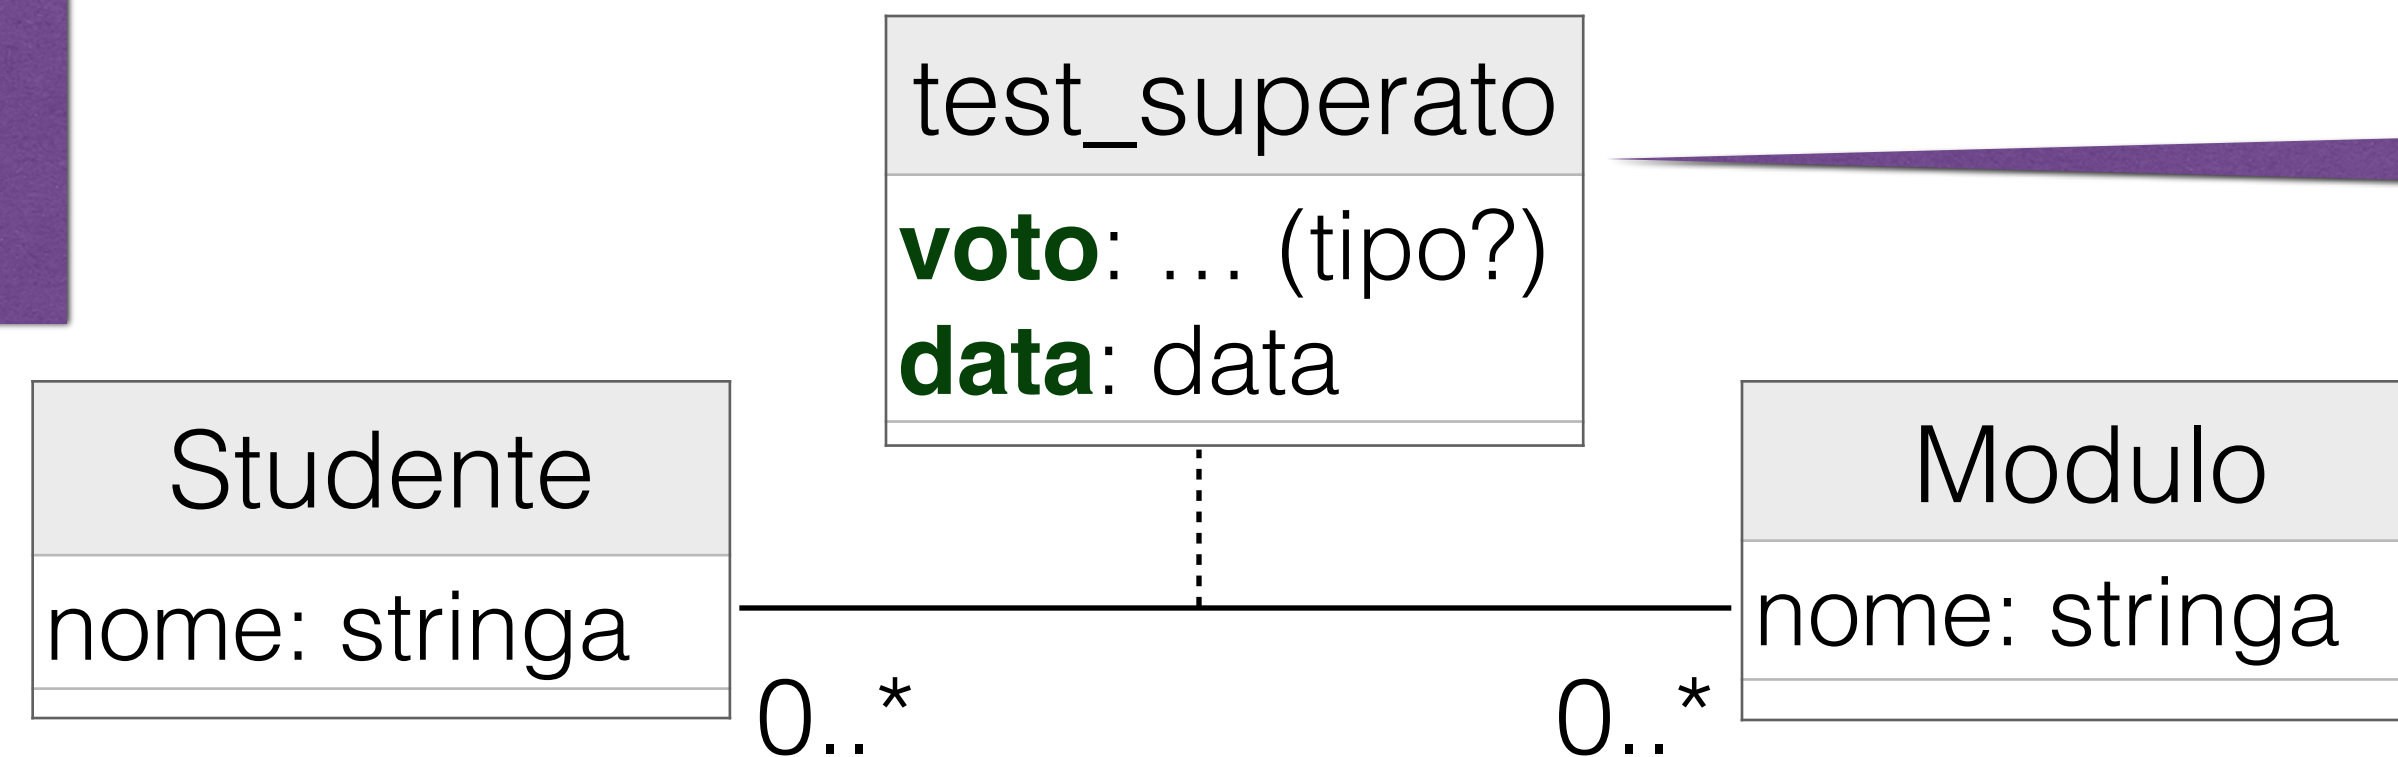 test_superato
voto: … (tipo?)
data: data
Studente
nome: stringa
Modulo
nome: stringa
0..*
0..*